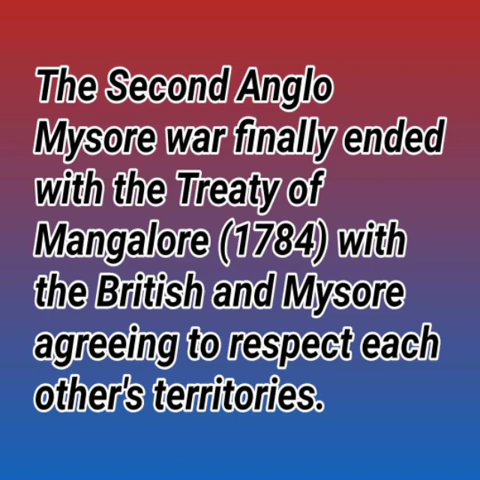 The Second Anglo
Mysore war finally ended
with the Treaty of
Mangalore (1784) with
the British and Mysore
agreeing to respect each
other's territories.